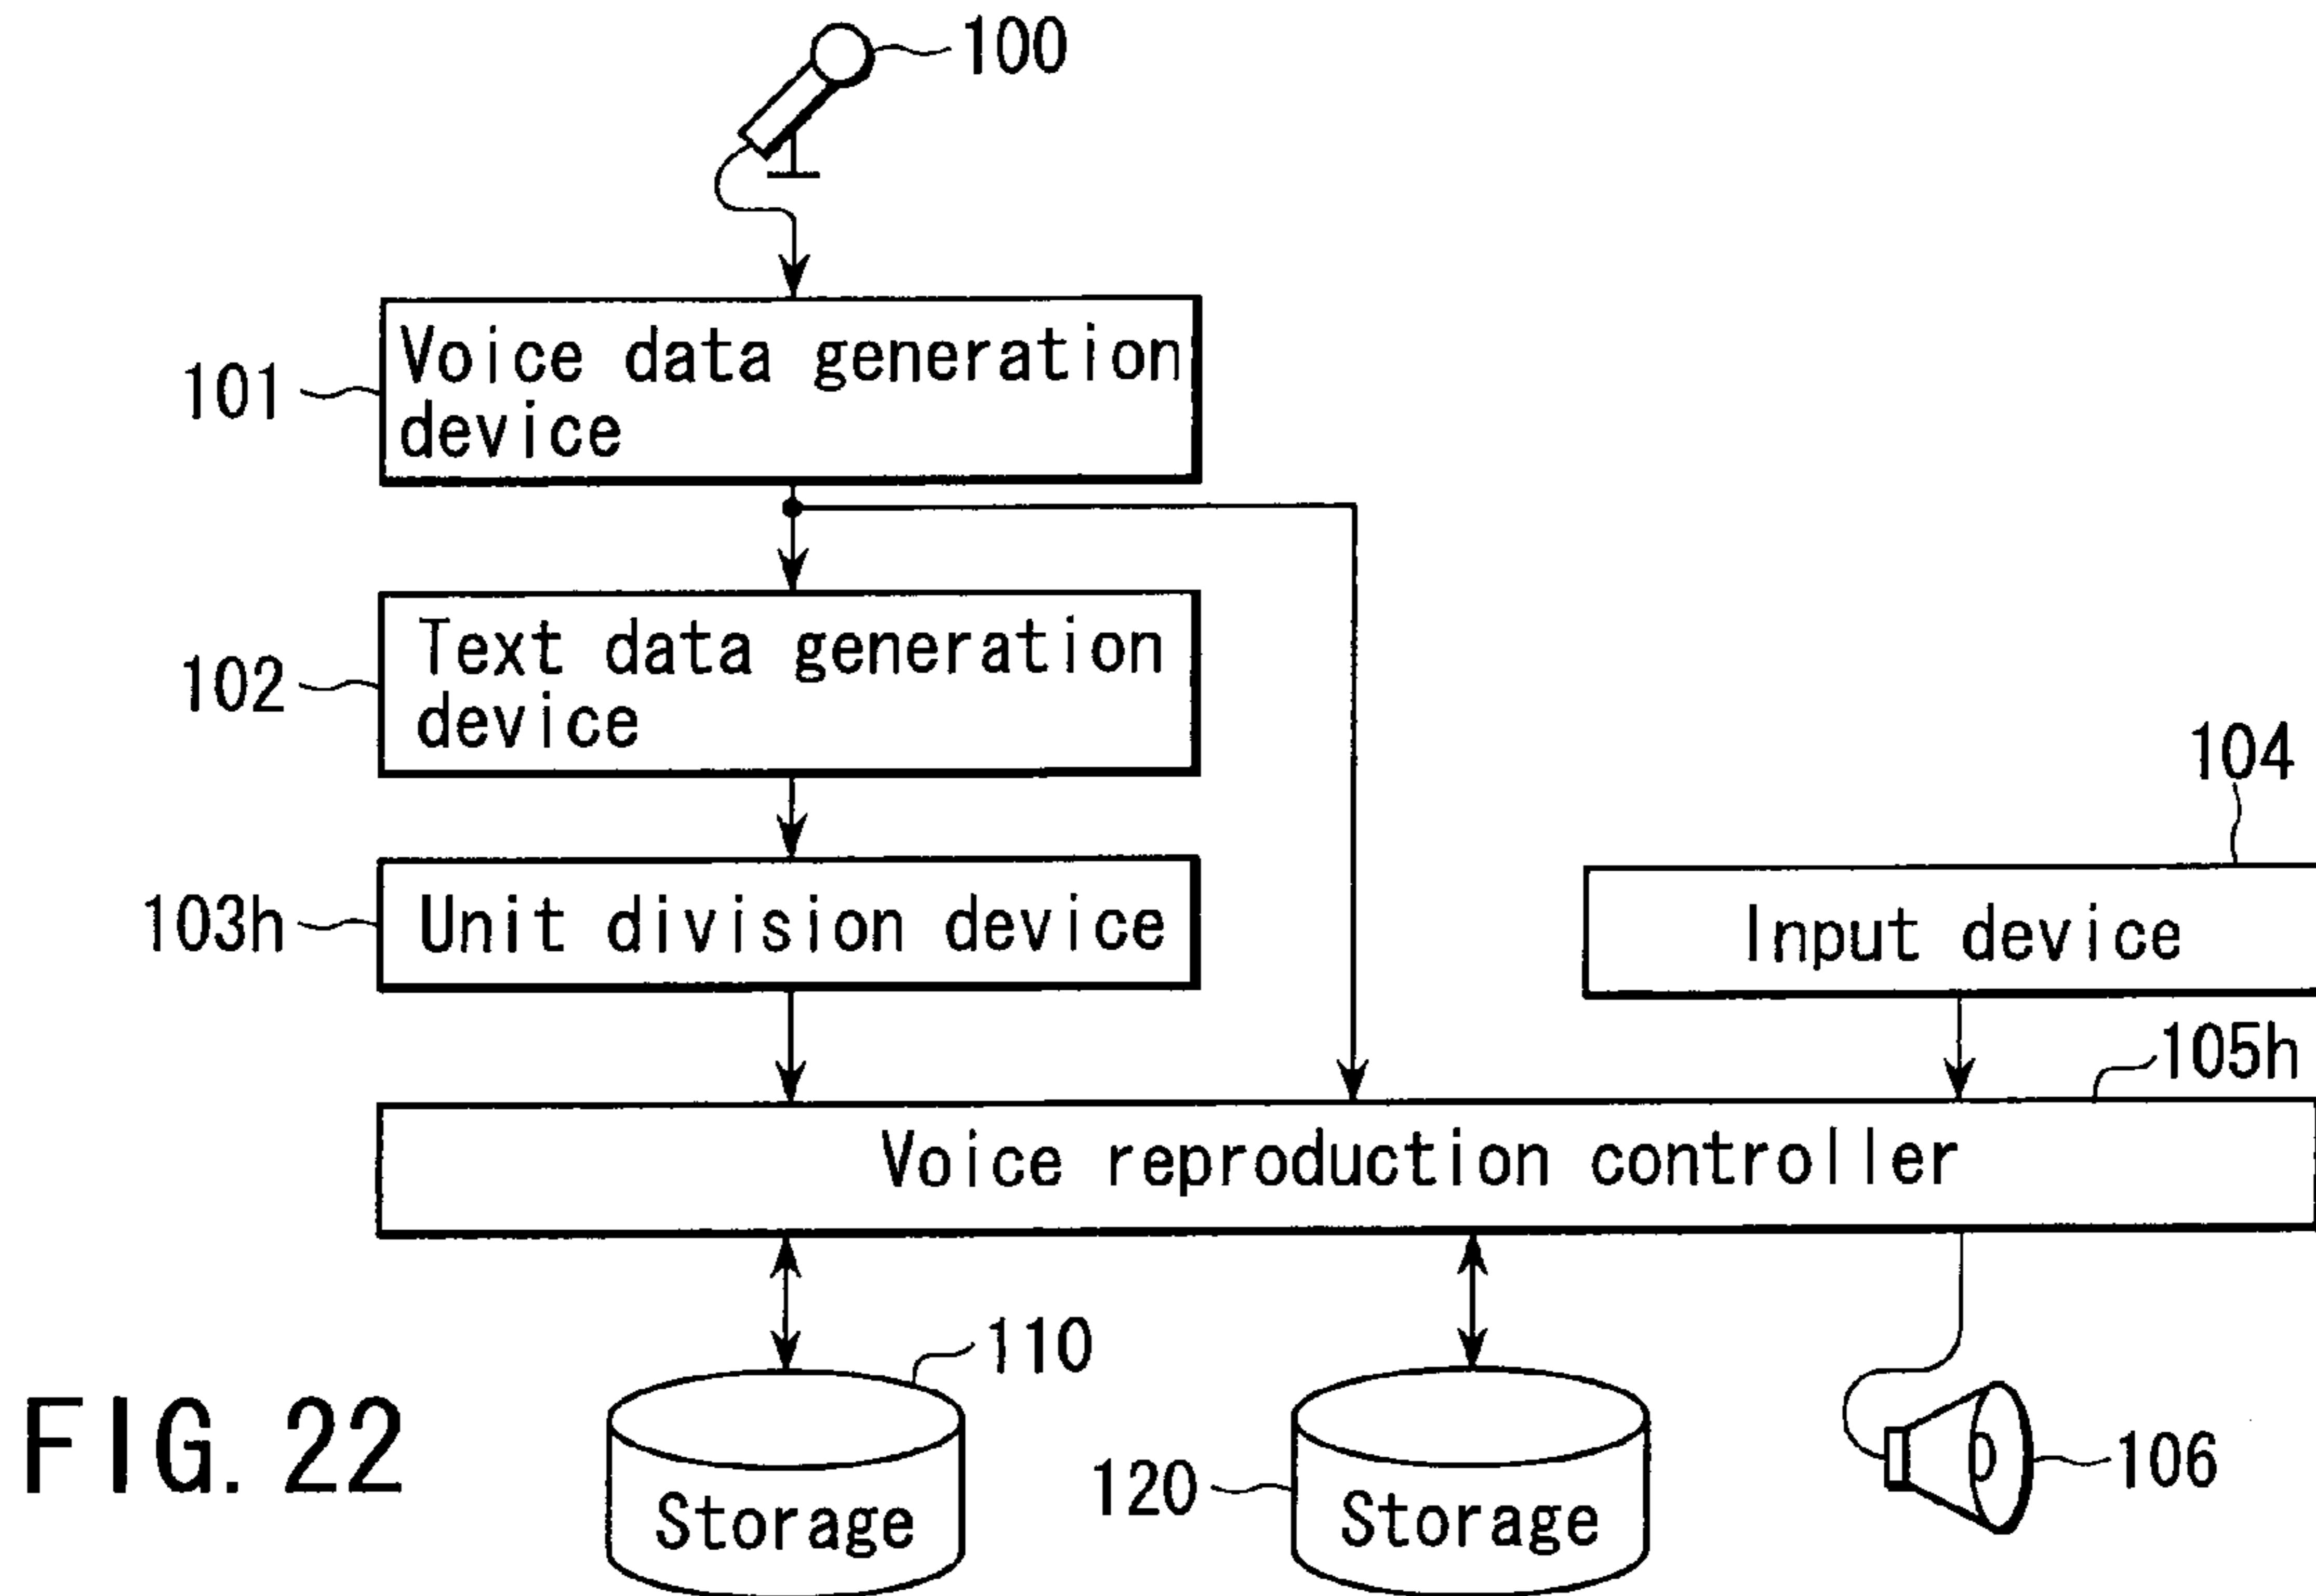 100
101
Voice data generation
device
102
Text data generation
device
104
103h
Unit division device
Input device
105h
Voice reproduction controller
110
FIG. 22
Storage
120
Storage
106